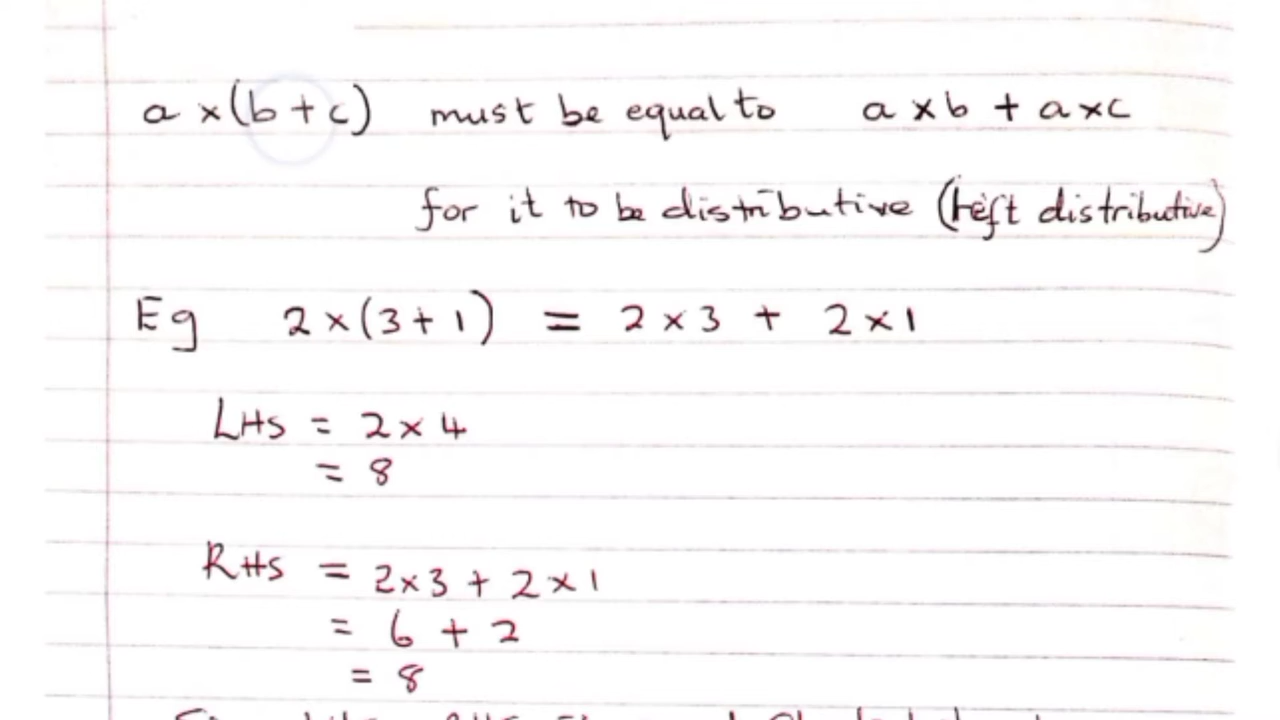 a × (b + c) must be equal to a × b + a × c
for it to be distributive (left distributive)
Eg 2 × (3 + 1) = 2 × 3 + 2 × 1
LHS = 2 × 4
= 8
RHS = 2 × 3 + 2 × 1
= 6 + 2
= 8